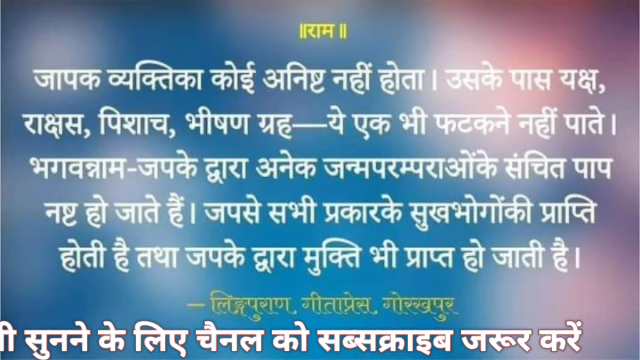 ॥राम॥
जापक व्यक्तिका कोई अनिष्ट नहीं होता। उसके पास यक्ष,
राक्षस, पिशाच, भीषण ग्रह—ये एक भी फटकने नहीं पाते।
भगवन्नाम-जपके द्वारा अनेक जन्मपरम्पराओंके संचित पाप
नष्ट हो जाते हैं। जपसे सभी प्रकारके सुखभोगोंकी प्राप्ति
होती है तथा जपके द्वारा मुक्ति भी प्राप्त हो जाती है।
– लिङ्गपुराण, गीताप्रेस, गोरखपुर
सुनने के लिए चैनल को सब्सक्राइब जरूर करें